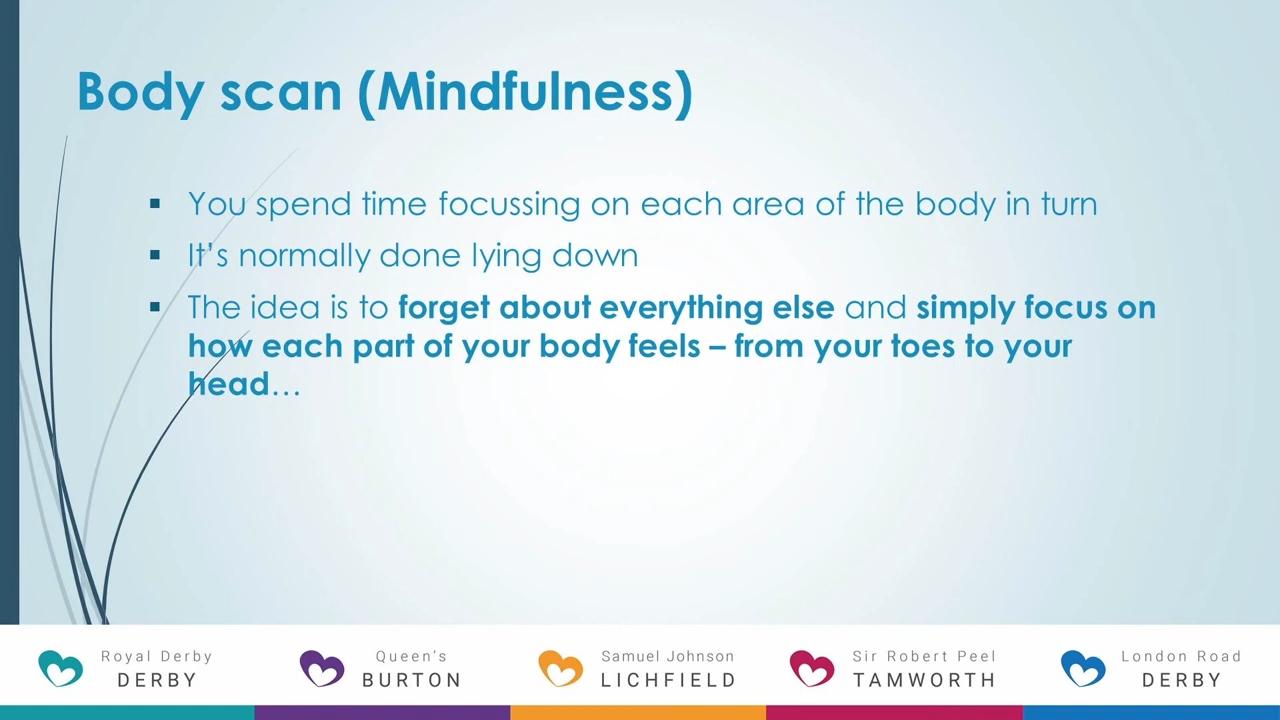 Body scan (Mindfulness)
▪ You spend time focussing on each area of the body in turn
▪ It’s normally done lying down
▪ The idea is to forget about everything else and simply focus on
how each part of your body feels – from your toes to your
head…
Royal Derby
DERBY
Queen's
BURTON
Samuel Johnson
LICHFIELD
Sir Robert Peel
TAMWORTH
London Road
DERBY